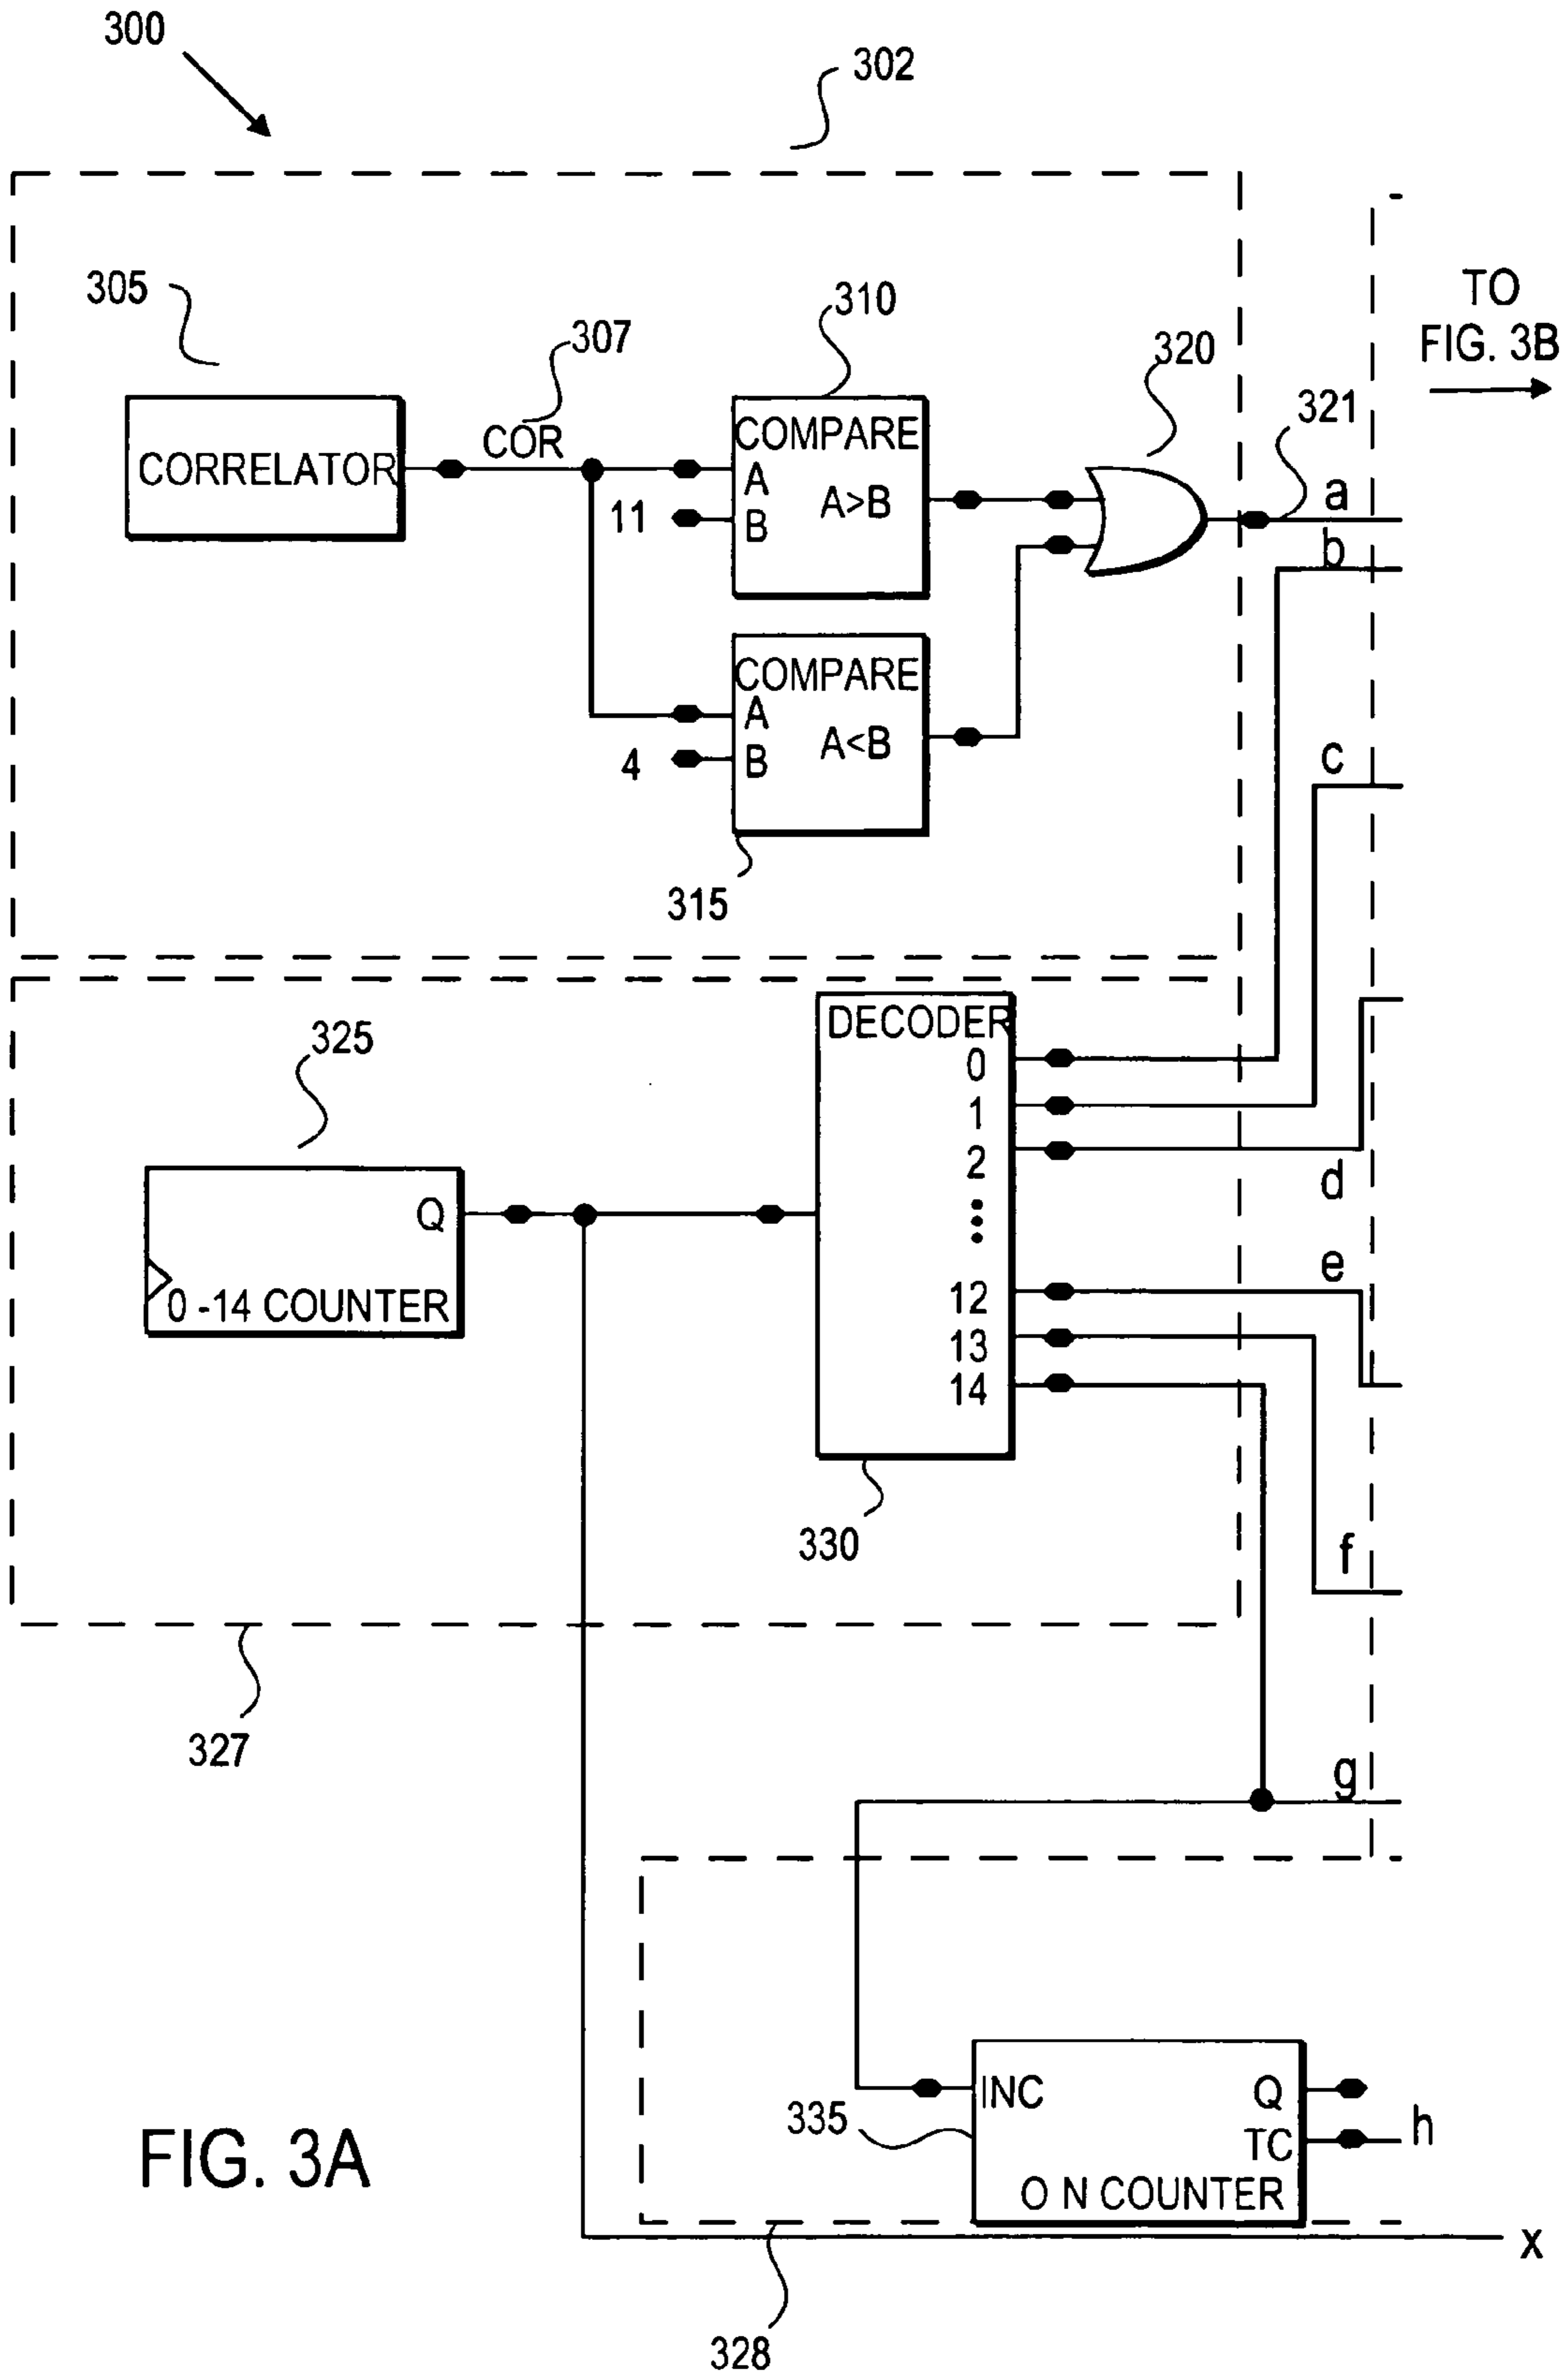 300
302
305
307
310
320
321
TO
FIG. 3B
CORRELATOR
COR
COMPARE
A
A>B
11
B
a
b
COMPARE
A
A<B
4
B
c
315
325
DECODER
0
1
2
d
Q
0 -14 COUNTER
e
12
13
14
330
f
327
g
335
INC
Q
TC
h
O N COUNTER
FIG. 3A
x
328